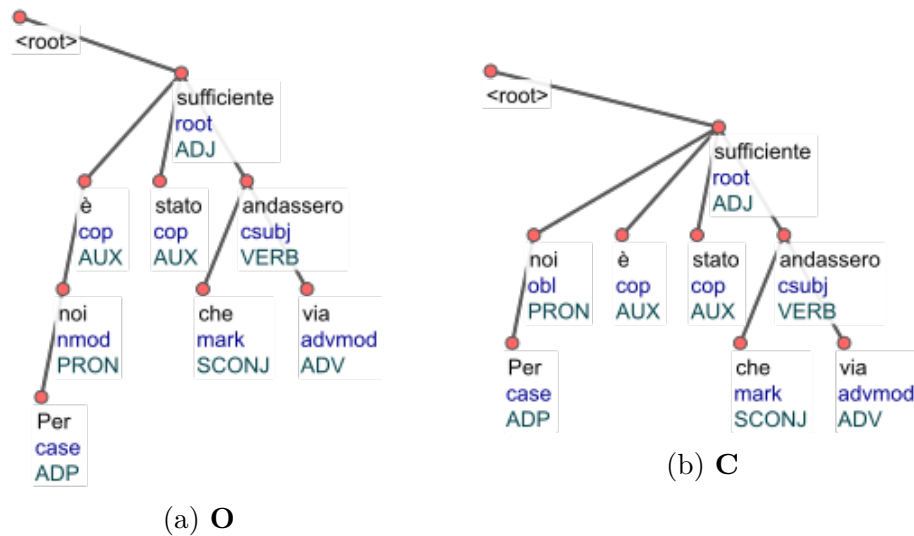 <root>
sufficiente
root
ADJ
è
cop
AUX
stato
cop
AUX
andassero
csubj
VERB
noi
nmod
PRON
che
mark
SCONJ
via
advmod
ADV
Per
case
ADP
(a) O
<root>
sufficiente
root
ADJ
noi
obl
PRON
è
cop
AUX
stato
cop
AUX
andassero
csubj
VERB
Per
case
ADP
che
mark
SCONJ
via
advmod
ADV
(b) C